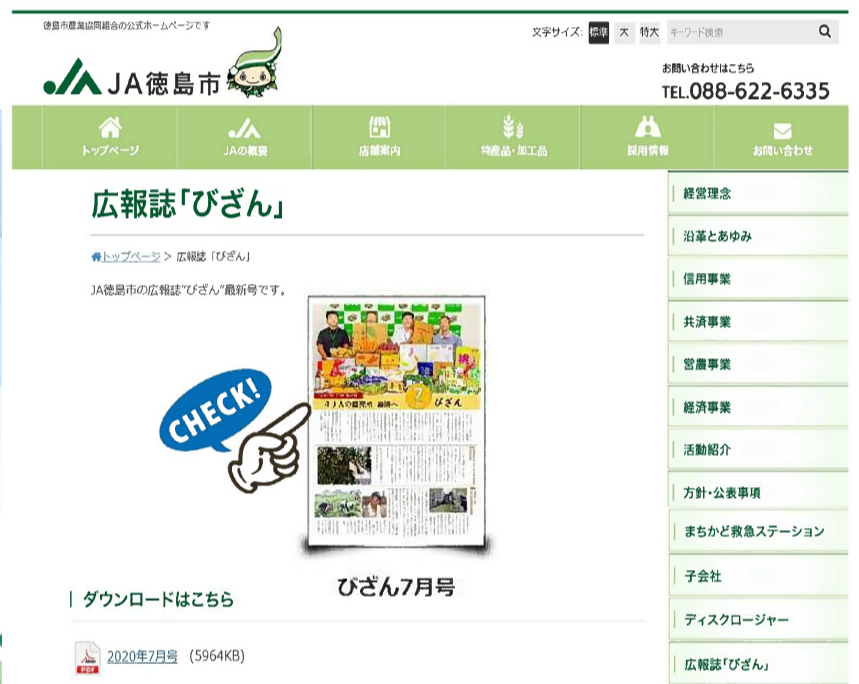 徳島市農業協同組合の公式ホームページです
文字サイズ: 標準 大 特大
キーワード検索
JA徳島市
お問い合わせはこちら
TEL.088-622-6335
トップページ
JAの概要
店舗案内
特産品・加工品
採用情報
お問い合わせ
広報誌「びざん」
トップページ > 広報誌「びざん」
JA徳島市の広報誌"びざん"最新号です。
CHECK!
7
びざん
びざん7月号
ダウンロードはこちら
PDF
2020年7月号 (5964KB)
経営理念
沿革とあゆみ
信用事業
共済事業
営農事業
経済事業
活動紹介
方針・公表事項
まちかど救急ステーション
子会社
ディスクロージャー
広報誌「びざん」